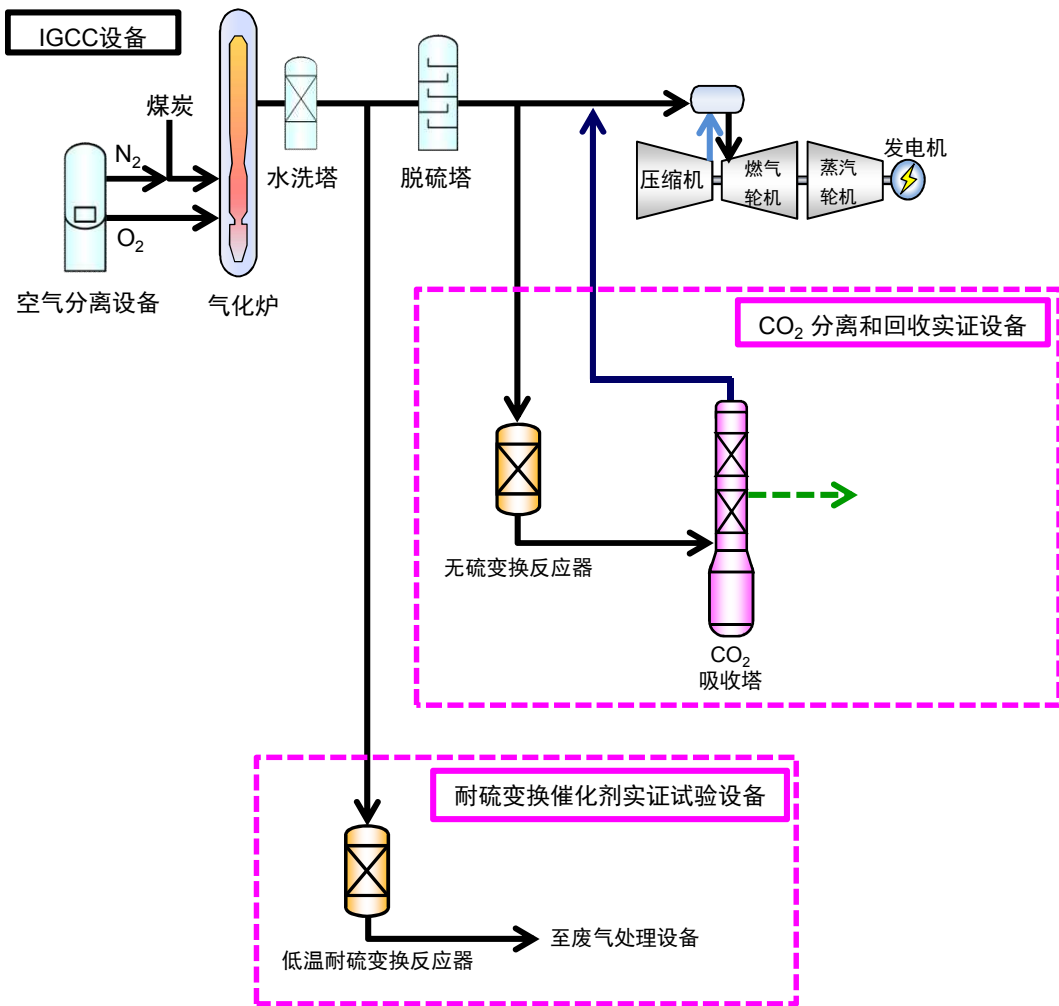 IGCC设备
煤炭
N₂
O₂
空气分离设备
气化炉
水洗塔
脱硫塔
压缩机
燃气
轮机
蒸汽
轮机
发电机
CO₂ 分离和回收实证设备
无硫变换反应器
CO₂
吸收塔
耐硫变换催化剂实证试验设备
至废气处理设备
低温耐硫变换反应器